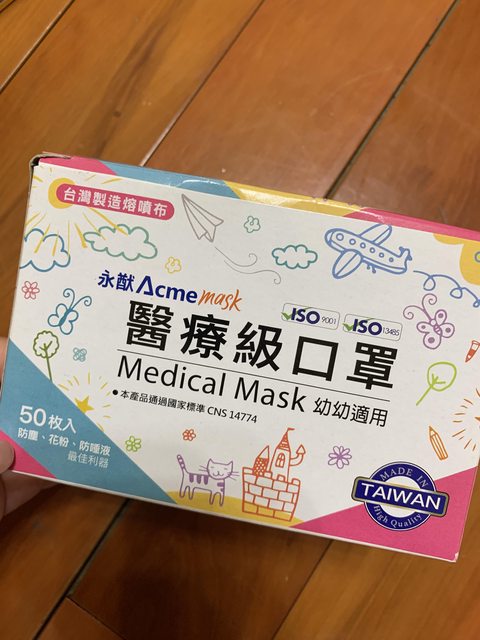 台灣製造熔噴布
永猷 Acme mask
ISO 9001
ISO 13485
醫療級口罩
Medical Mask 幼幼適用
●本產品通過國家標準 CNS 14774
50枚入
防塵、花粉、防唾液
最佳利器
MADE IN
TAIWAN
High Quality